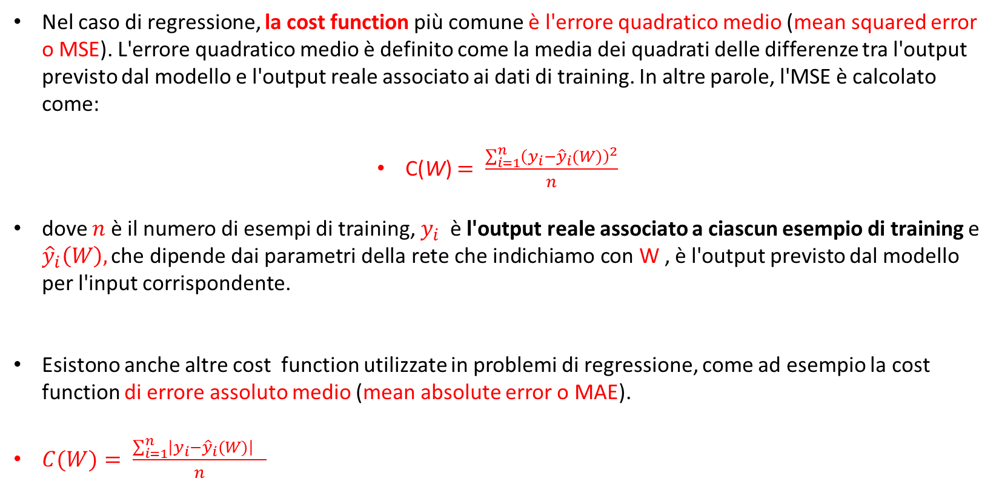 • Nel caso di regressione, la cost function più comune è l'errore quadratico medio (mean squared error
o MSE). L'errore quadratico medio è definito come la media dei quadrati delle differenze tra l'output
previsto dal modello e l'output reale associato ai dati di training. In altre parole, l'MSE è calcolato
come:
• C(W) = \frac{\sum_{i=1}^{n}(y_i−\hat{y}_i(W))^2}{n}
• dove n è il numero di esempi di training, y_i è l'output reale associato a ciascun esempio di training e
\hat{y}_i(W), che dipende dai parametri della rete che indichiamo con W , è l'output previsto dal modello
per l'input corrispondente.
• Esistono anche altre cost function utilizzate in problemi di regressione, come ad esempio la cost
function di errore assoluto medio (mean absolute error o MAE).
• C(W) = \frac{\sum_{i=1}^{n}|y_i−\hat{y}_i(W)|}{n}